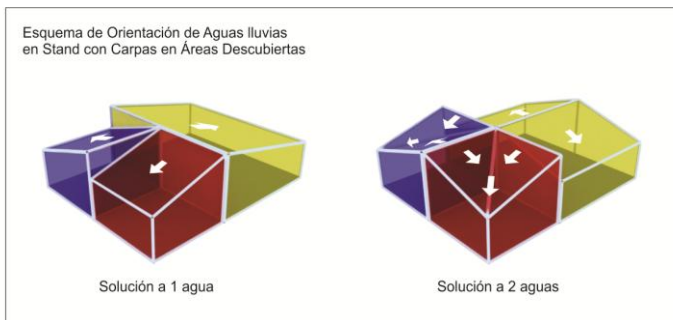 Esquema de Orientación de Aguas lluvias
en Stand con Carpas en Áreas Descubiertas
Solución a 1 agua
Solución a 2 aguas